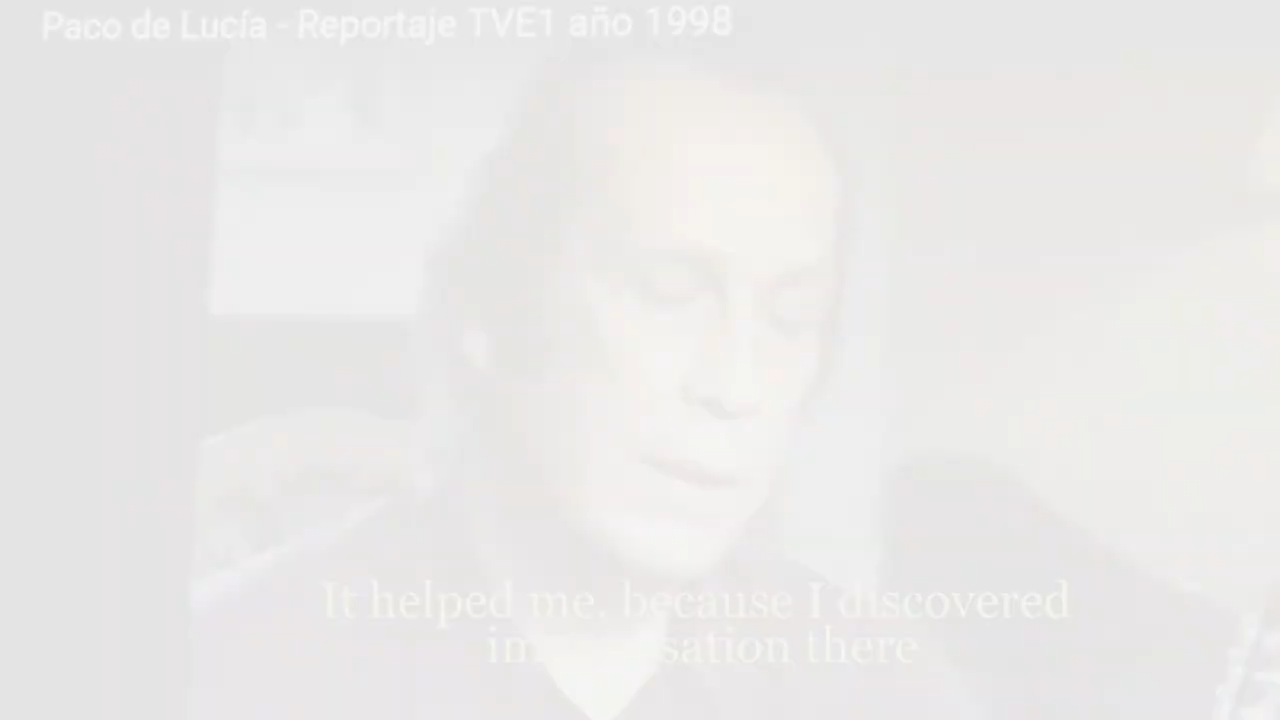 Paco de Lucía - Reportaje TVE1 año 1998
It helped me, because I discovered
there